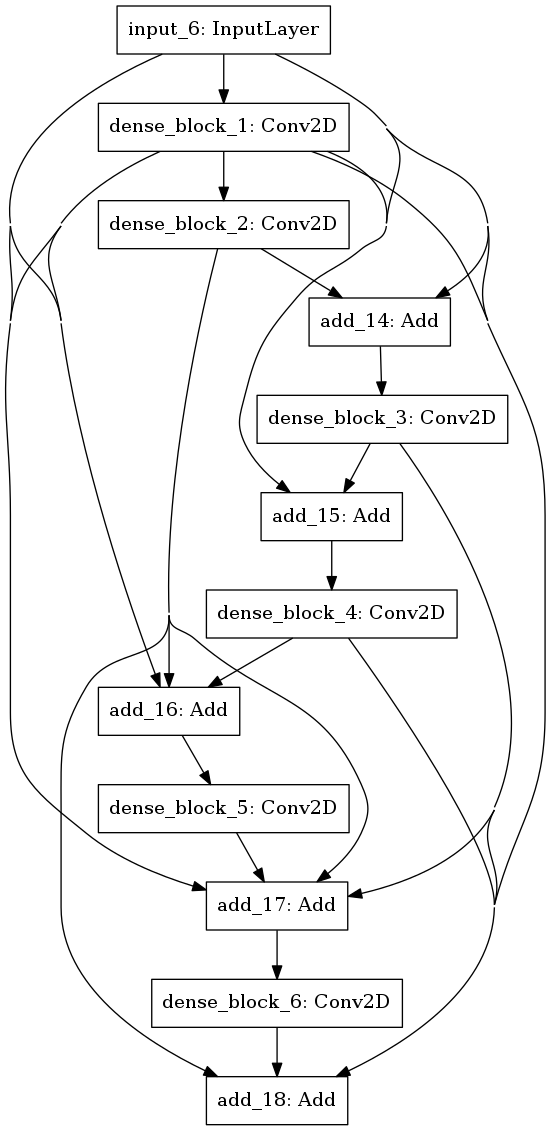 input_6: InputLayer
dense_block_1: Conv2D
dense_block_2: Conv2D
add_14: Add
dense_block_3: Conv2D
add_15: Add
dense_block_4: Conv2D
add_16: Add
dense_block_5: Conv2D
add_17: Add
dense_block_6: Conv2D
add_18: Add